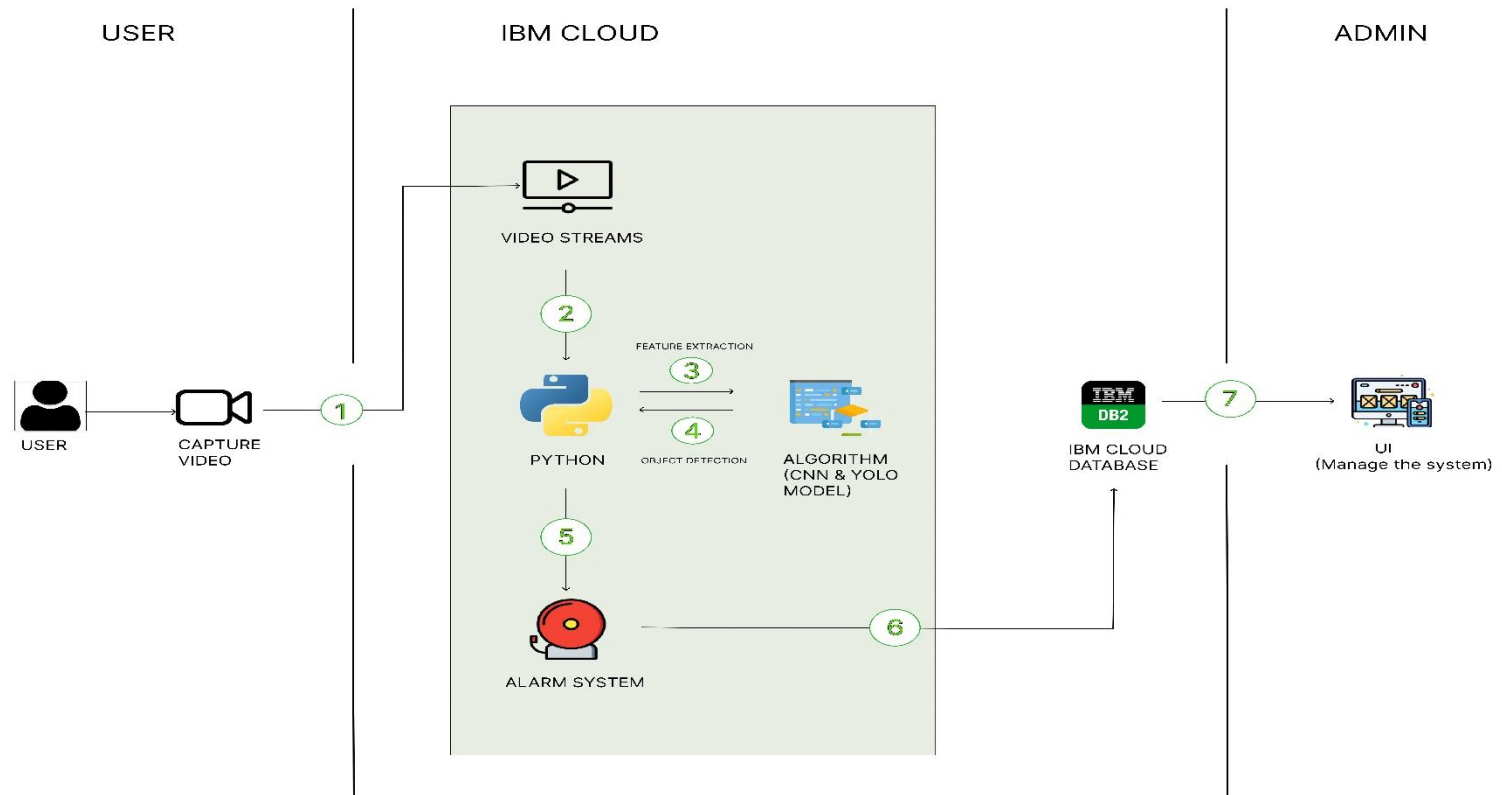 USER
IBM CLOUD
ADMIN
VIDEO STREAMS
2
FEATURE EXTRACTION
3
1
4
USER
CAPTURE
VIDEO
PYTHON
OBJECT DETECTION
ALGORITHM
(CNN & YOLO
MODEL)
IBM
DB2
IBM CLOUD
DATABASE
7
UI
(Manage the system)
5
6
ALARM SYSTEM